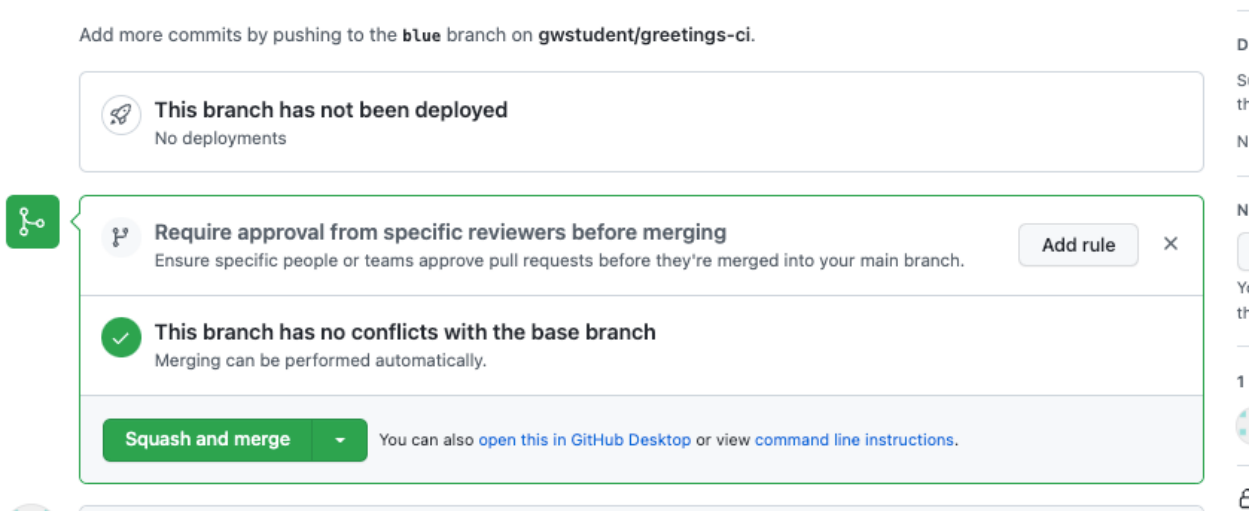 Add more commits by pushing to the blue branch on gwstudent/greetings-ci.
This branch has not been deployed
No deployments
Require approval from specific reviewers before merging
Ensure specific people or teams approve pull requests before they're merged into your main branch.
Add rule
This branch has no conflicts with the base branch
Merging can be performed automatically.
Squash and merge
You can also open this in GitHub Desktop or view command line instructions.
1